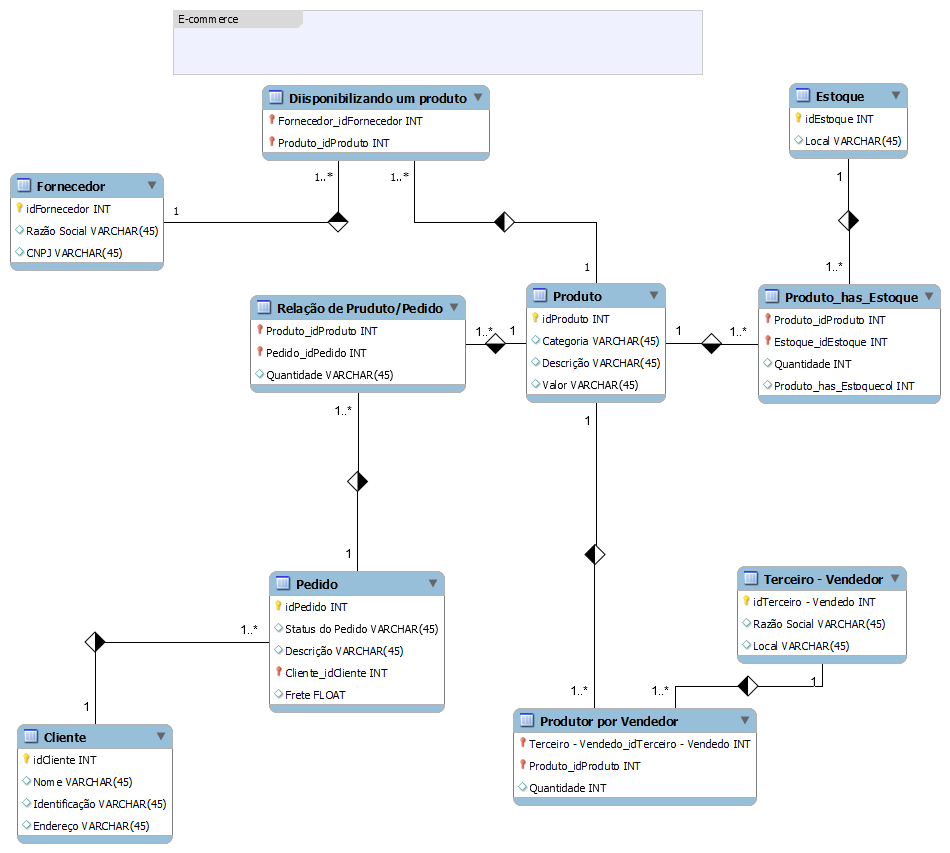 E-commerce
Diisponibilizando um produto
Fornecedor_idFornecedor INT
Produto_idProduto INT
Estoque
idEstoque INT
Local VARCHAR(45)
1..*
1..*
1
Fornecedor
idFornecedor INT
Razão Social VARCHAR(45)
CNPJ VARCHAR(45)
1
1
1..*
Relação de Pruduto/Pedido
Produto_idProduto INT
Pedido_idPedido INT
Quantidade VARCHAR(45)
1..*
1
Produto
idProduto INT
Categoria VARCHAR(45)
Descrição VARCHAR(45)
Valor VARCHAR(45)
1
1..*
Produto_has_Estoque
Produto_idProduto INT
Estoque_idEstoque INT
Quantidade INT
Produto_has_Estoquecol INT
1..*
1
1
Pedido
idPedido INT
Status do Pedido VARCHAR(45)
Descrição VARCHAR(45)
Cliente_idCliente INT
Frete FLOAT
1..*
1
Terceiro - Vendedor
idTerceiro - Vendedo INT
Razão Social VARCHAR(45)
Local VARCHAR(45)
1..*
1..*
1
Cliente
idCliente INT
Nome VARCHAR(45)
Identificação VARCHAR(45)
Endereço VARCHAR(45)
Produtor por Vendedor
Terceiro - Vendedo_idTerceiro - Vendedo INT
Produto_idProduto INT
Quantidade INT